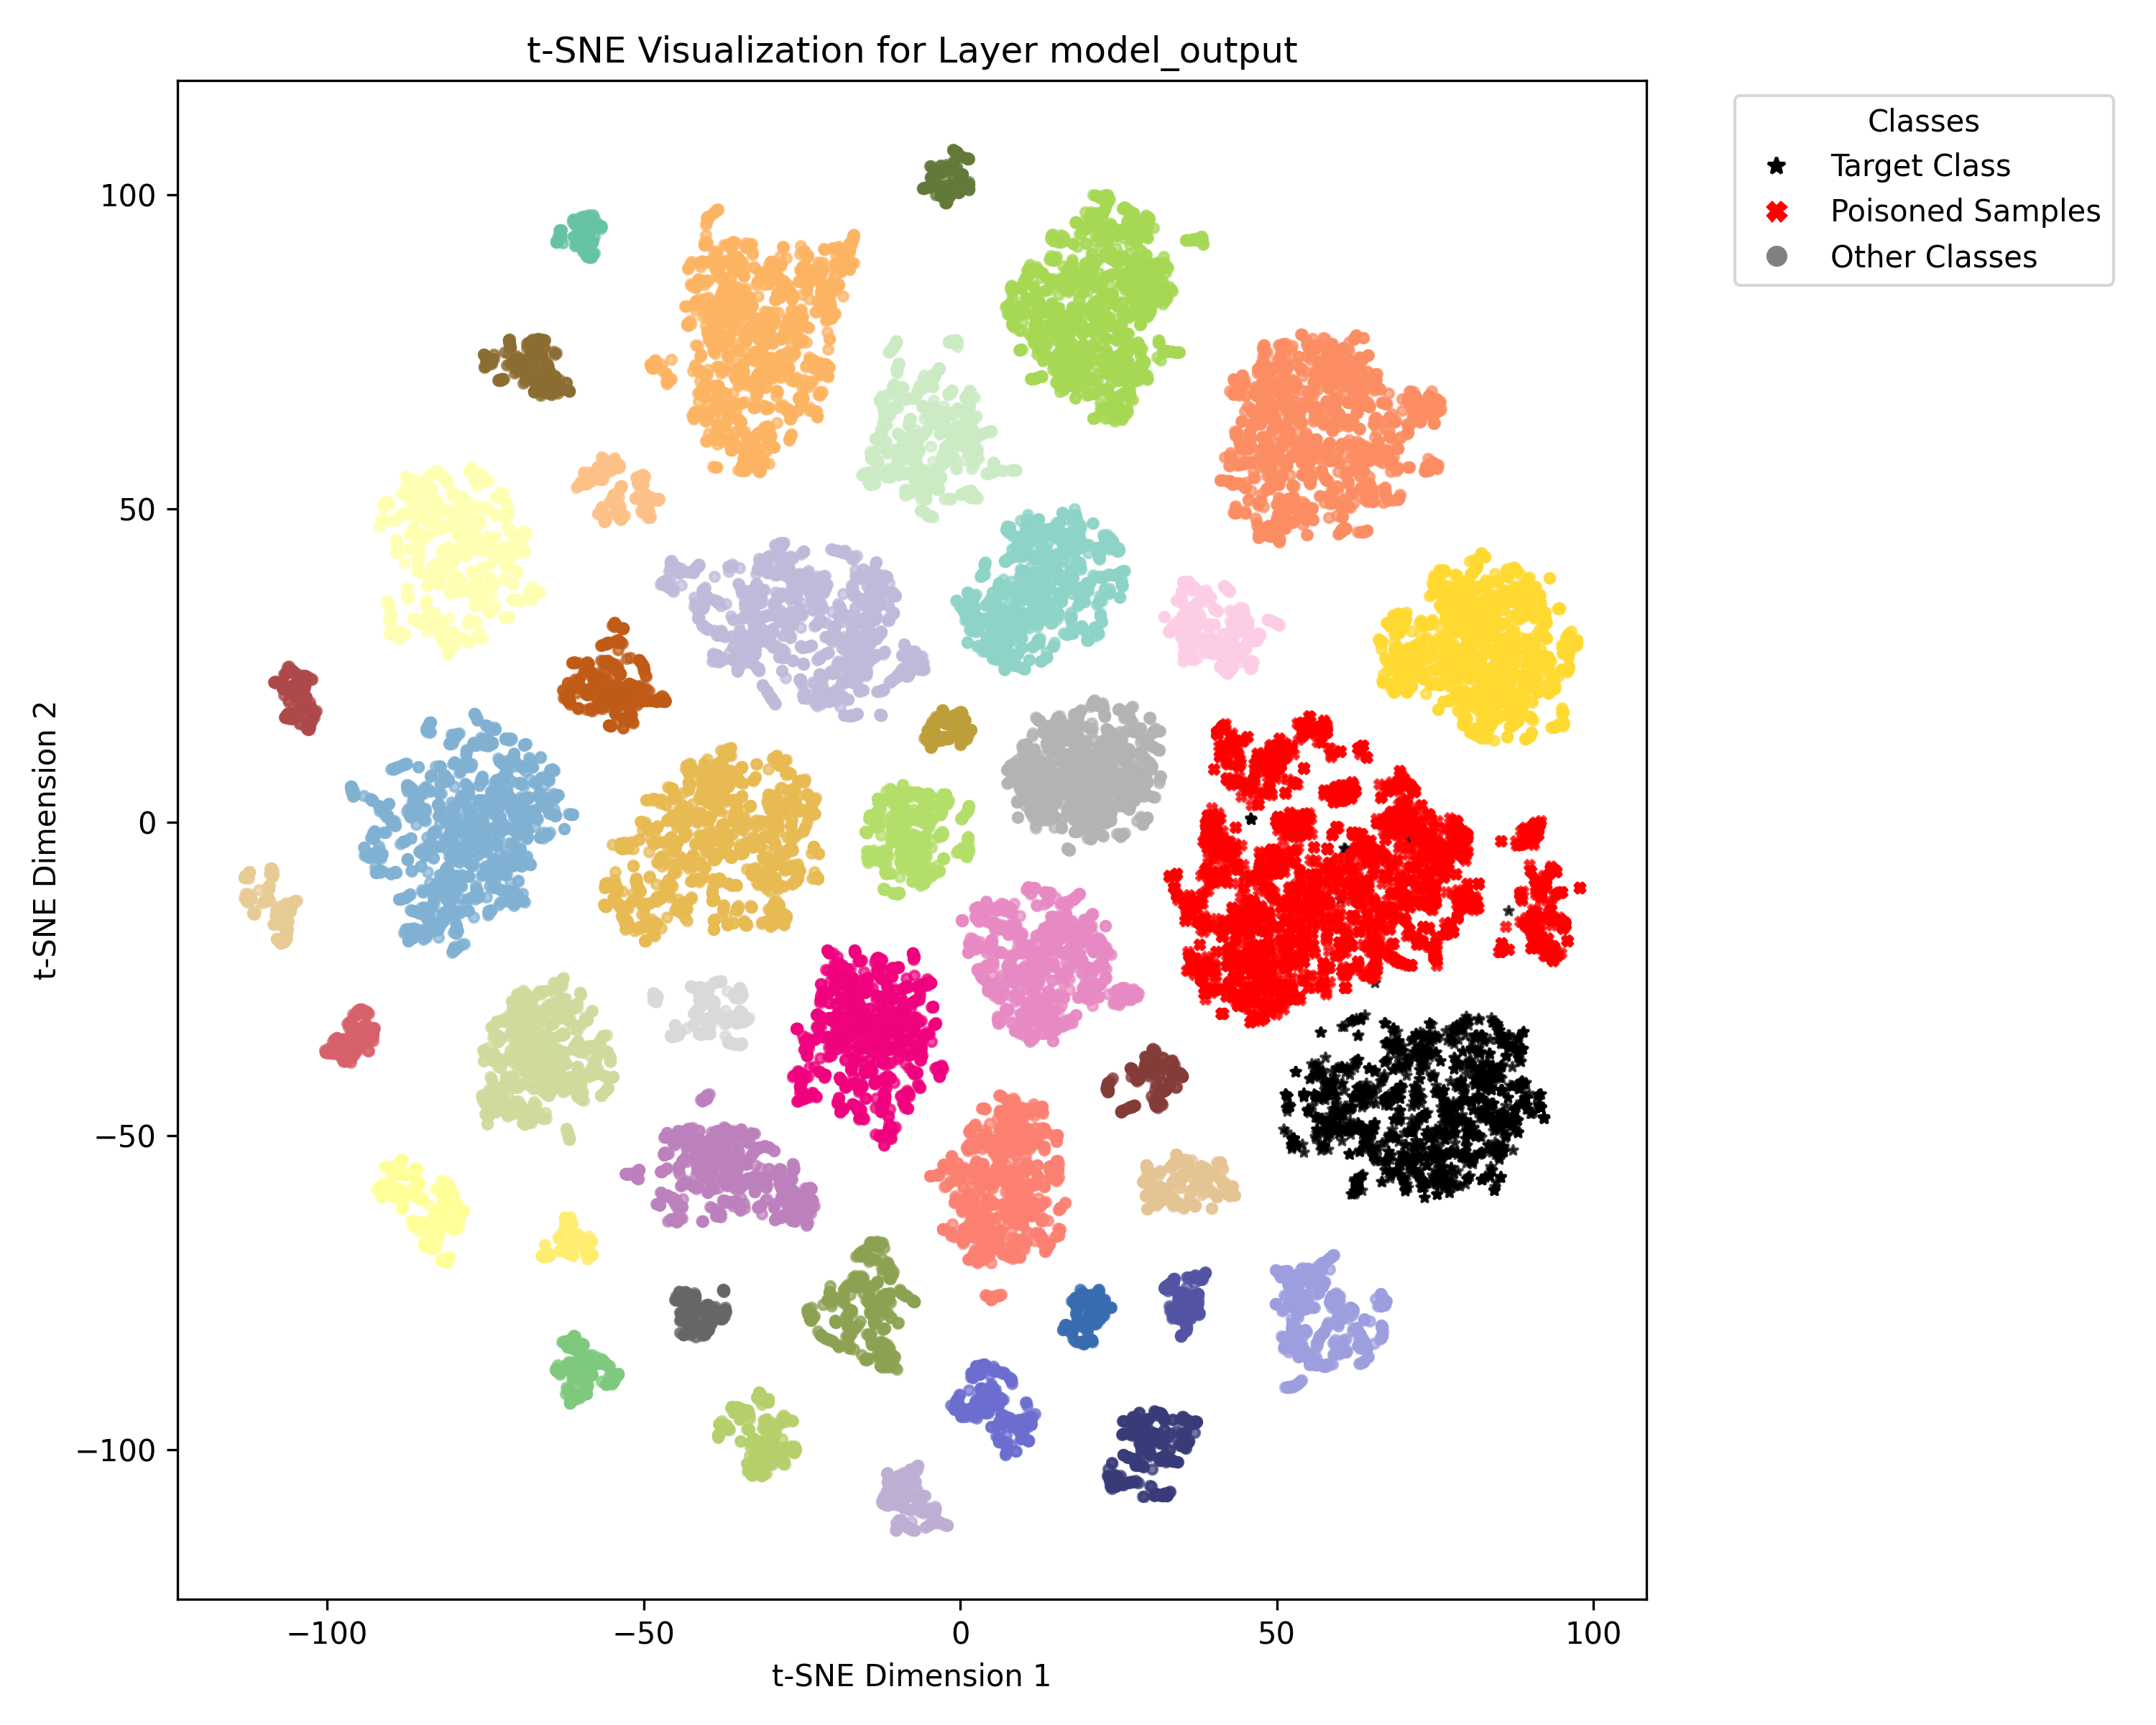 t-SNE Visualization for Layer model_output
Classes
Target Class
Poisoned Samples
Other Classes
t-SNE Dimension 2
100
50
0
−50
−100
−100
−50
0
50
100
t-SNE Dimension 1